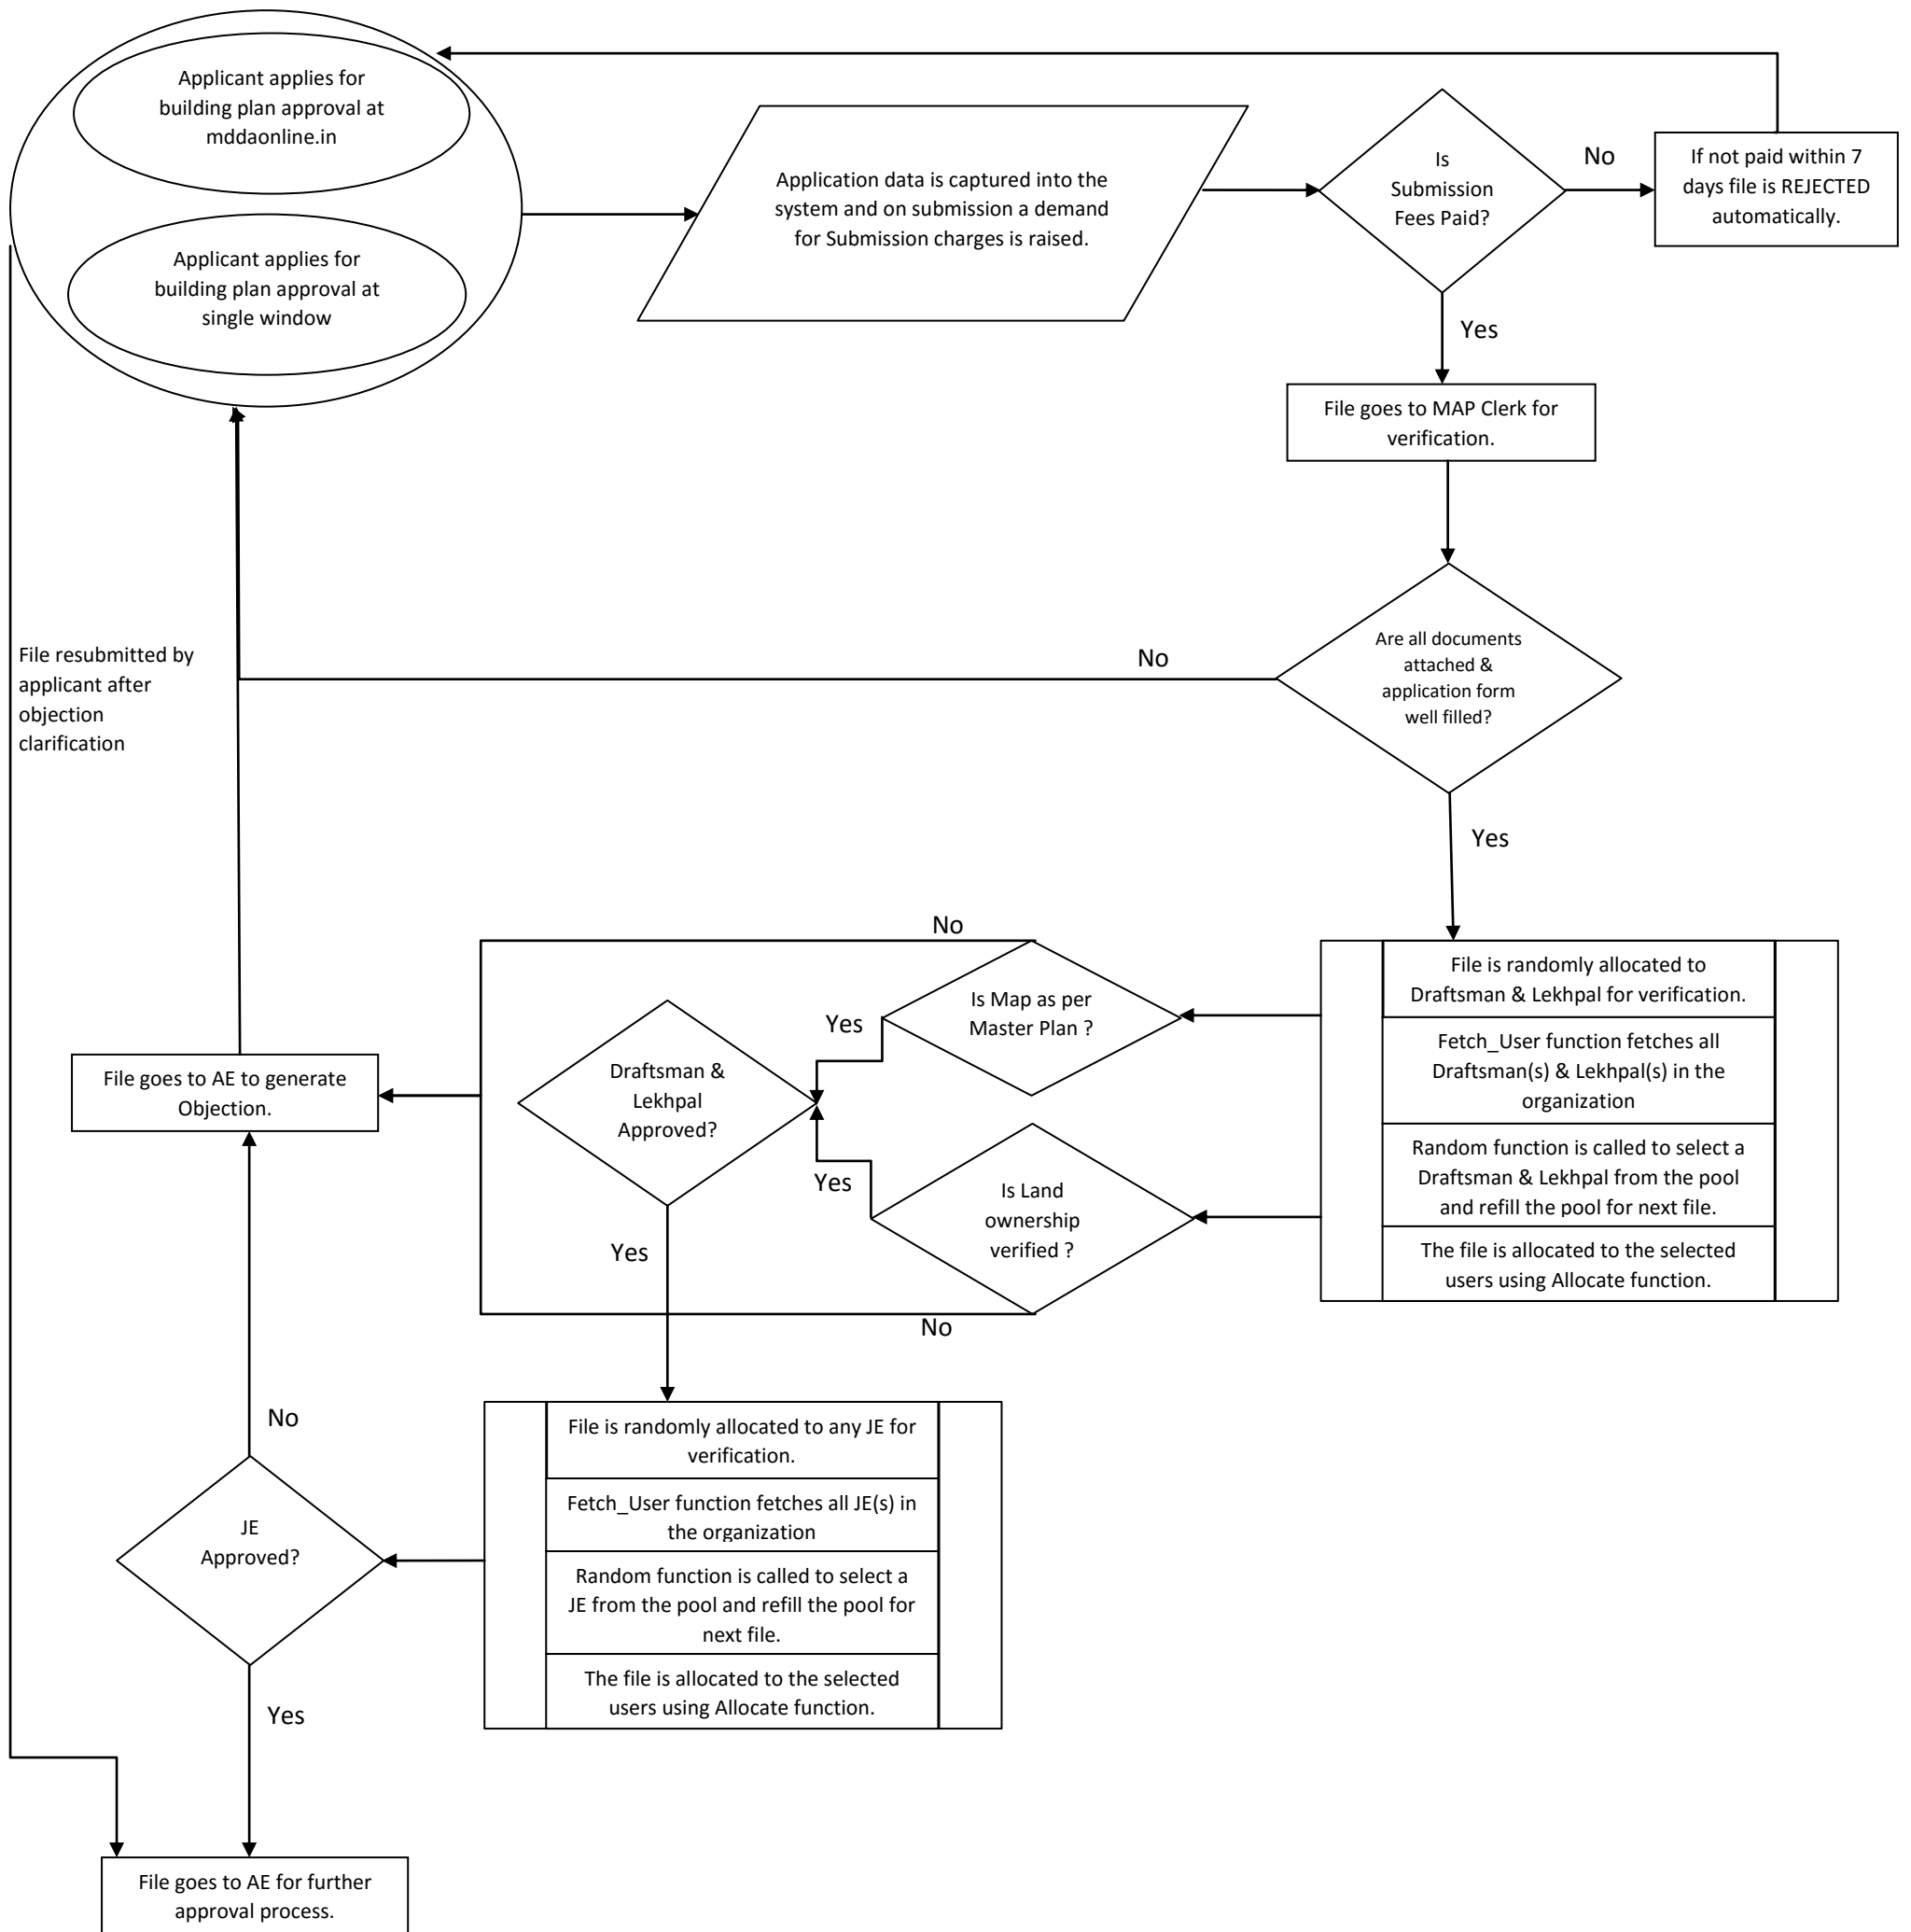 Applicant applies for
building plan approval at
mddaonline.in
Applicant applies for
building plan approval at
single window
Application data is captured into the
system and on submission a demand
for Submission charges is raised.
Is
Submission
Fees Paid?
No
If not paid within 7
days file is REJECTED
automatically.
Yes
File goes to MAP Clerk for
verification.
Are all documents
attached &
application form
well filled?
No
File resubmitted by
applicant after
objection
clarification
Yes
File is randomly allocated to
Draftsman & Lekhpal for verification.
Fetch_User function fetches all
Draftsman(s) & Lekhpal(s) in the
organization
Random function is called to select a
Draftsman & Lekhpal from the pool
and refill the pool for next file.
The file is allocated to the selected
users using Allocate function.
No
Is Map as per
Master Plan ?
Yes
Is Land
ownership
verified ?
Yes
No
Draftsman &
Lekhpal
Approved?
Yes
File goes to AE to generate
Objection.
File is randomly allocated to any JE for
verification.
Fetch_User function fetches all JE(s) in
the organization
Random function is called to select a
JE from the pool and refill the pool for
next file.
The file is allocated to the selected
users using Allocate function.
No
JE
Approved?
Yes
File goes to AE for further
approval process.